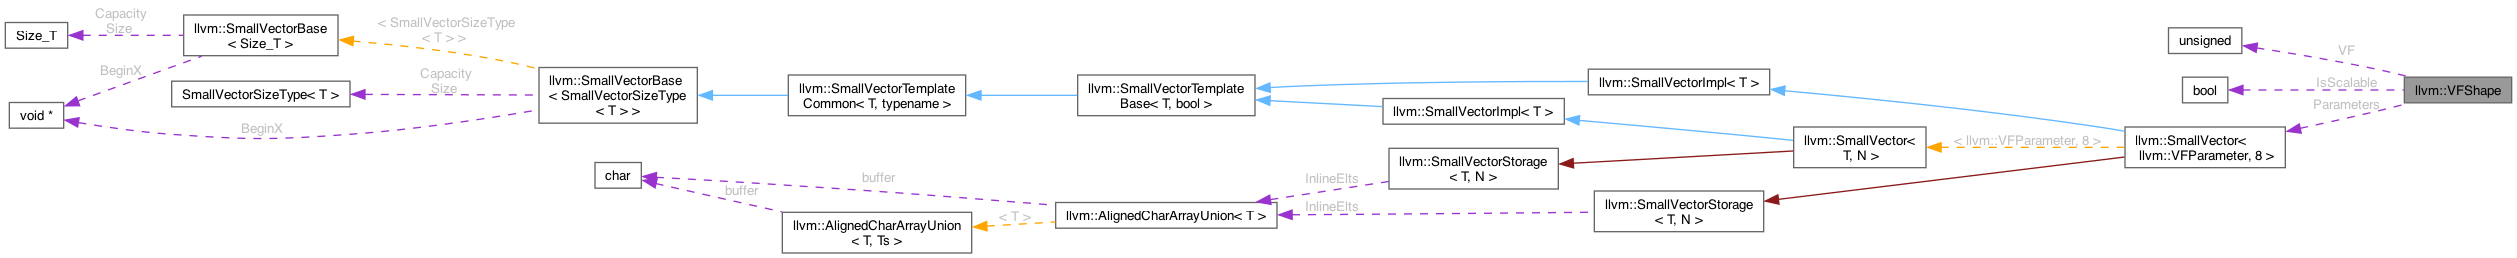 Size_T
Capacity
Size
llvm::SmallVectorBase
< Size_T >
< SmallVectorSizeType
< T > >
BeginX
SmallVectorSizeType< T >
void *
Capacity
Size
BeginX
llvm::SmallVectorBase
< SmallVectorSizeType
< T > >
llvm::SmallVectorTemplate
Common< T, typename >
llvm::SmallVectorTemplate
Base< T, bool >
llvm::SmallVectorImpl< T >
llvm::SmallVectorImpl< T >
llvm::SmallVectorStorage
< T, N >
llvm::SmallVectorStorage
< T, N >
InlineElts
InlineElts
char
buffer
buffer
llvm::AlignedCharArrayUnion
< T, Ts >
< T >
llvm::AlignedCharArrayUnion< T >
llvm::SmallVector<
T, N >
< llvm::VFParameter, 8 >
llvm::SmallVector<
llvm::VFParameter, 8 >
unsigned
bool
VF
IsScalable
Parameters
llvm::VFShape